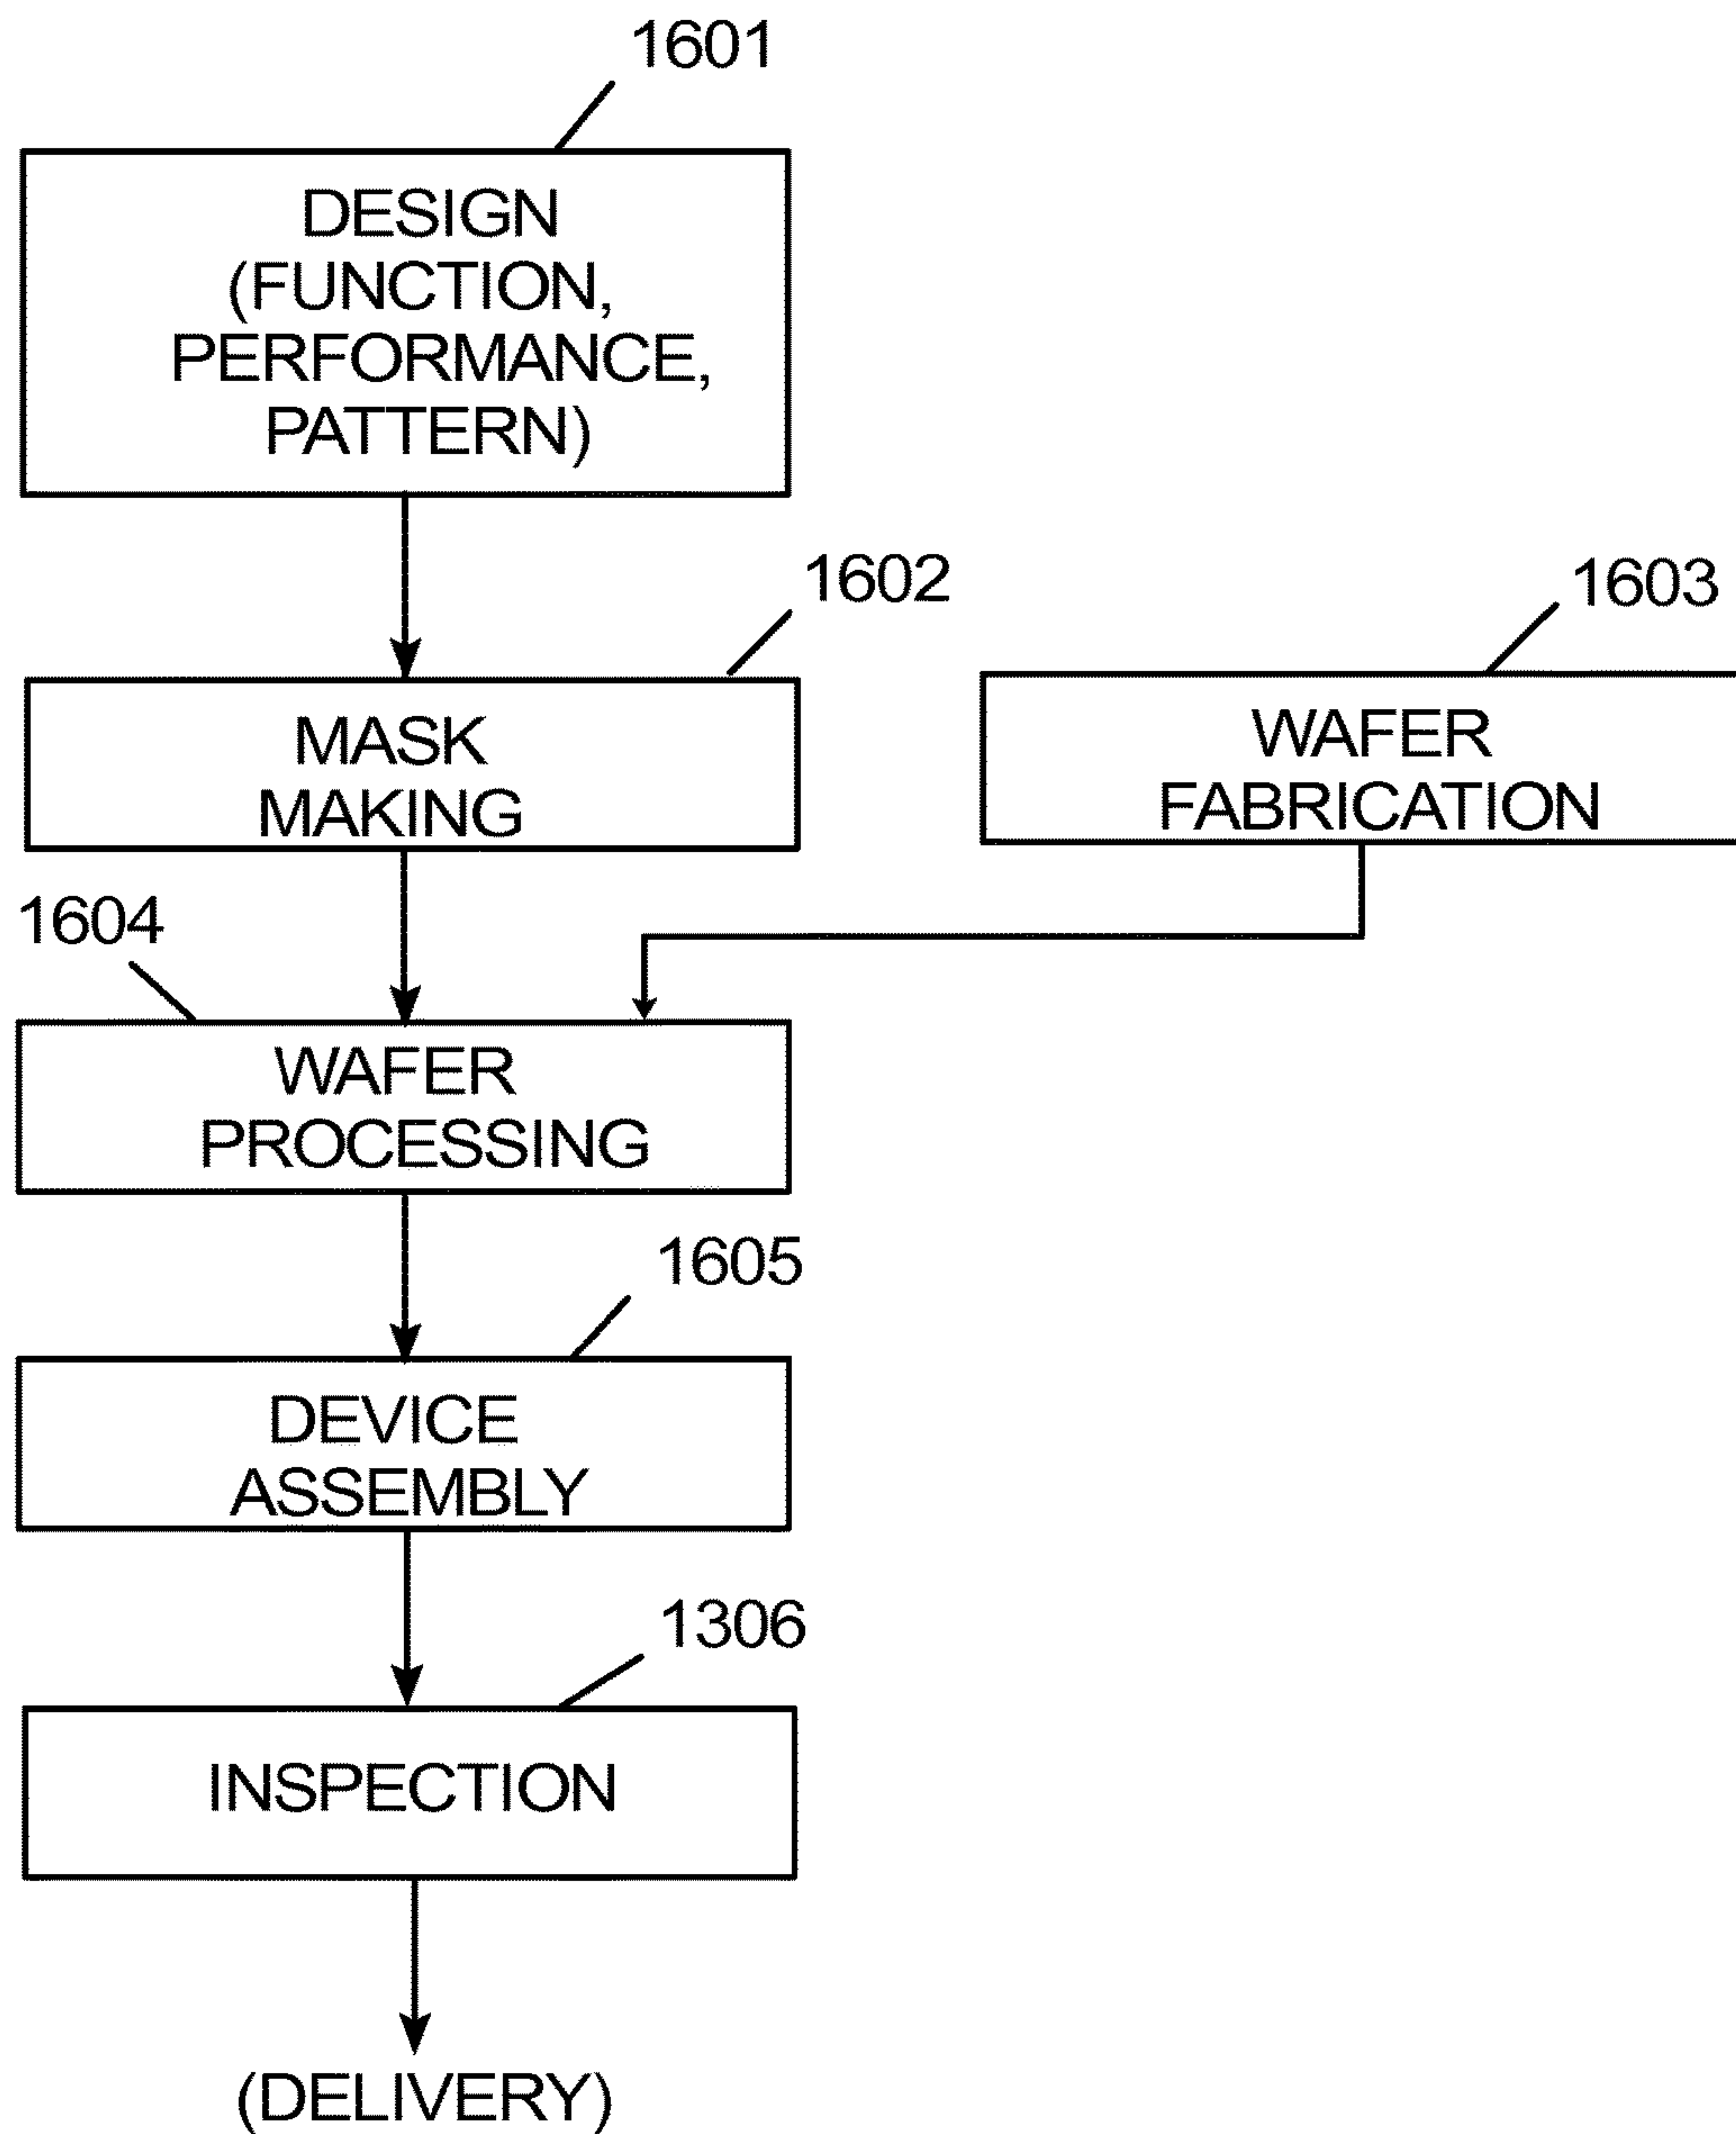 1601
DESIGN
(FUNCTION,
PERFORMANCE,
PATTERN)
1602
MASK
MAKING
1603
WAFER
FABRICATION
1604
WAFER
PROCESSING
1605
DEVICE
ASSEMBLY
1306
INSPECTION
(DELIVERY)